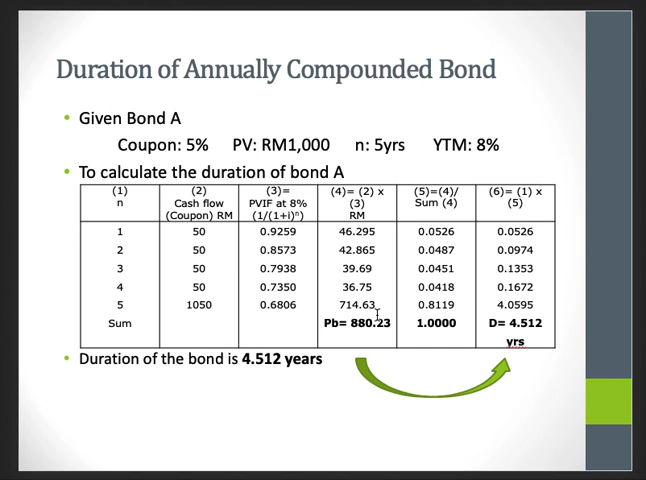 Duration of Annually Compounded Bond
• Given Bond A
Coupon: 5% PV: RM1,000 n: 5yrs YTM: 8%
• To calculate the duration of bond A
(1) (2) (3)= (4)= (2) x (5)=(4)/ (6)= (1) x
n Cash flow PVIF at 8% (3) Sum (4) (5)
(Coupon) RM (1/(1+i)ⁿ) RM
1 50 0.9259 46.295 0.0526 0.0526
2 50 0.8573 42.865 0.0487 0.0974
3 50 0.7938 39.69 0.0451 0.1353
4 50 0.7350 36.75 0.0418 0.1672
5 1050 0.6806 714.63 0.8119 4.0595
Sum Pb= 880.23 1.0000 D= 4.512
yrs
• Duration of the bond is 4.512 years